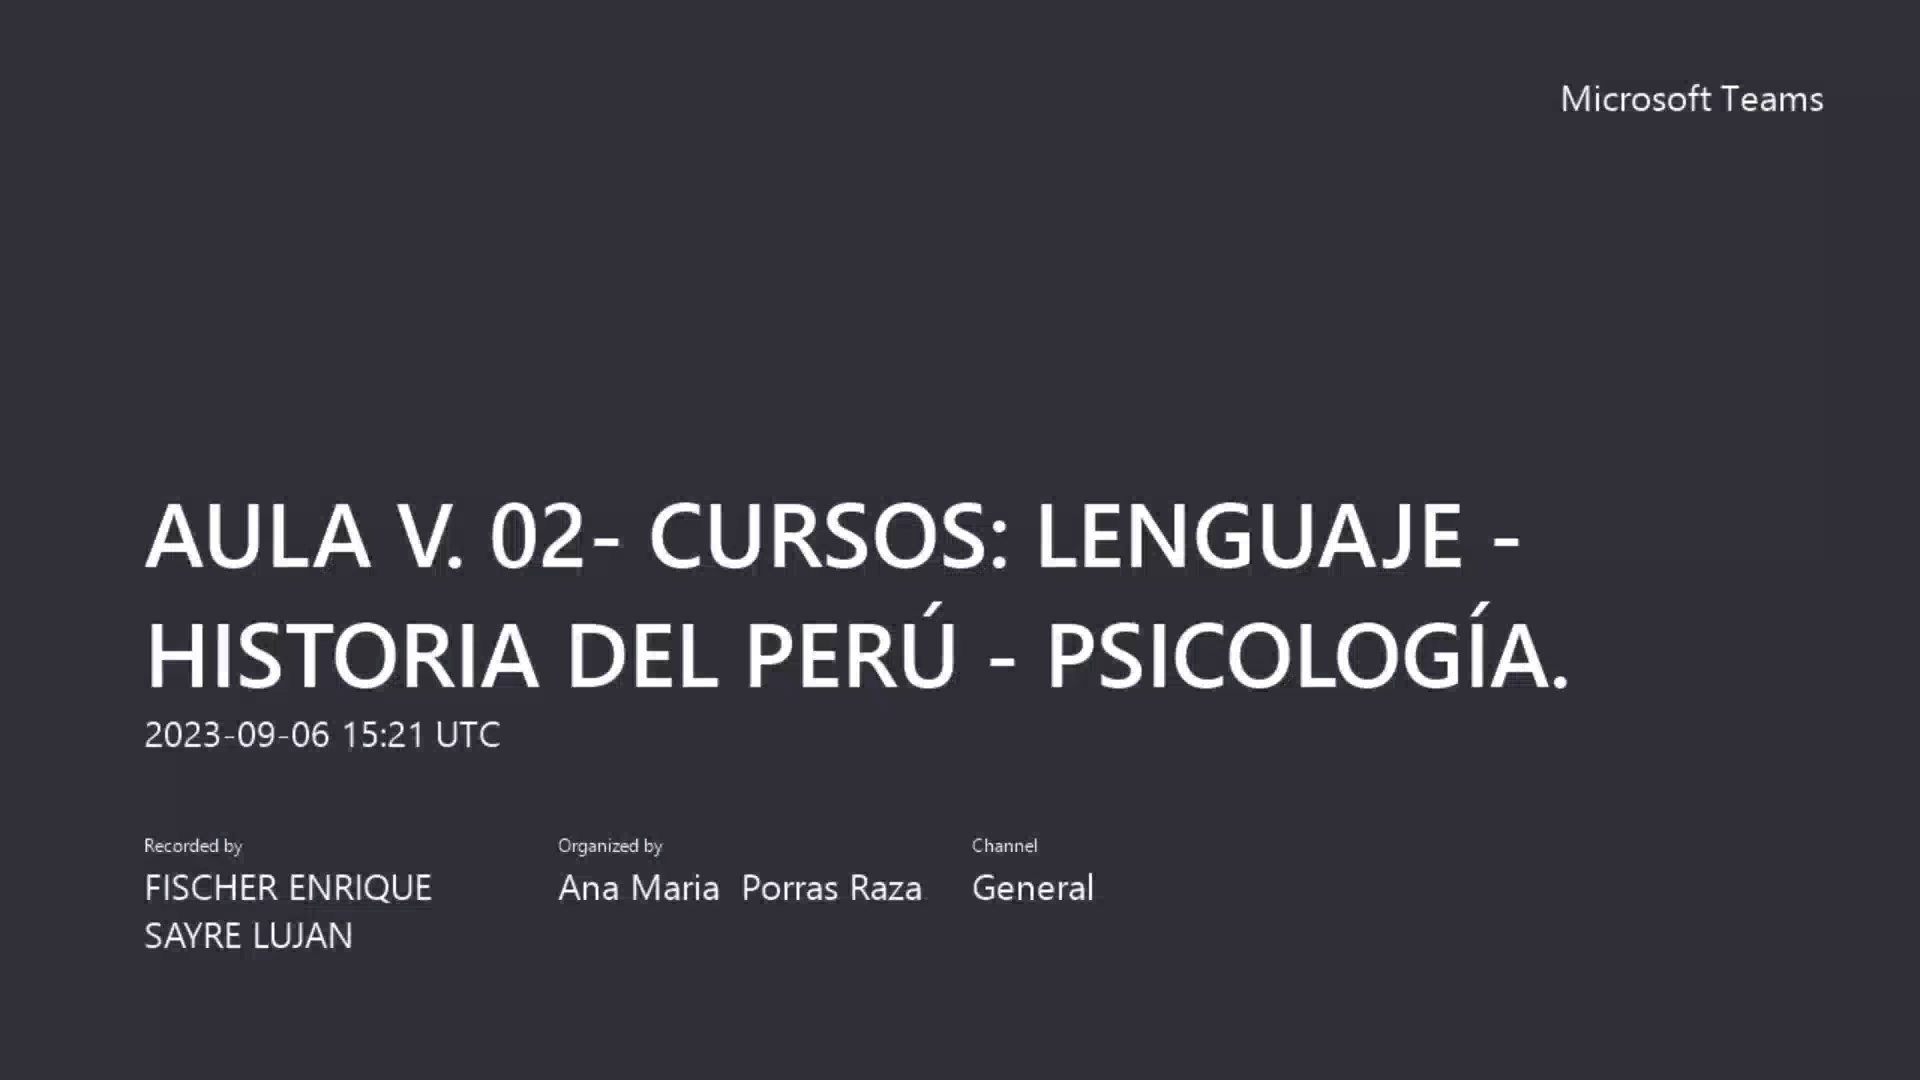 Microsoft Teams
AULA V. 02- CURSOS: LENGUAJE -
HISTORIA DEL PERÚ - PSICOLOGÍA.
2023-09-06 15:21 UTC
Recorded by
FISCHER ENRIQUE
SAYRE LUJAN
Organized by
Ana Maria  Porras Raza
Channel
General